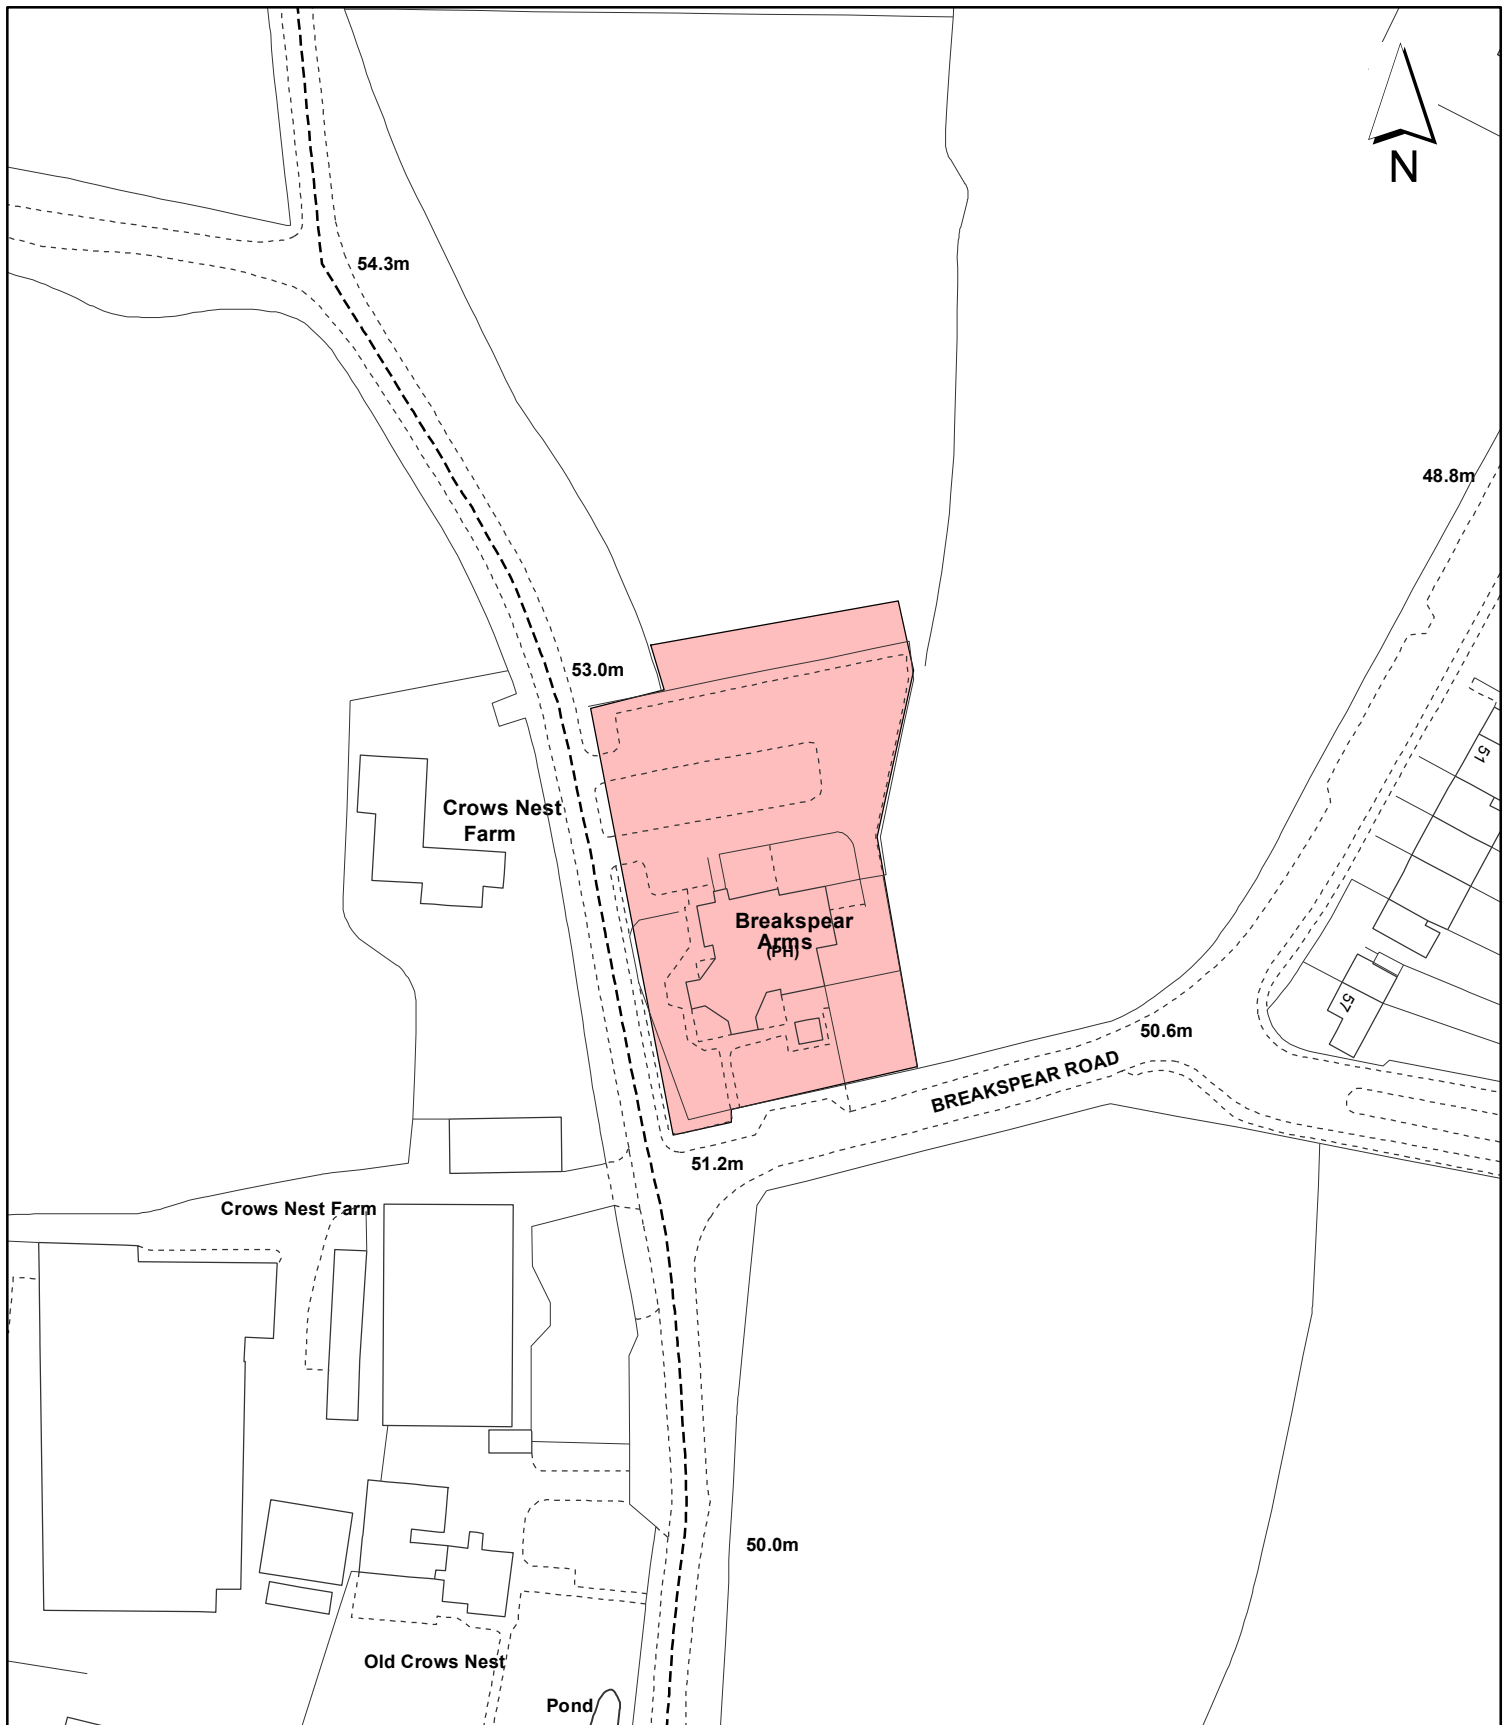 N
54.3m
48.8m
53.0m
51
Crows Nest
Farm
Breakspear
Arms
(PH)
57
50.6m
BREAKSPEAR ROAD
51.2m
Crows Nest Farm
50.0m
Old Crows Nest
Pond